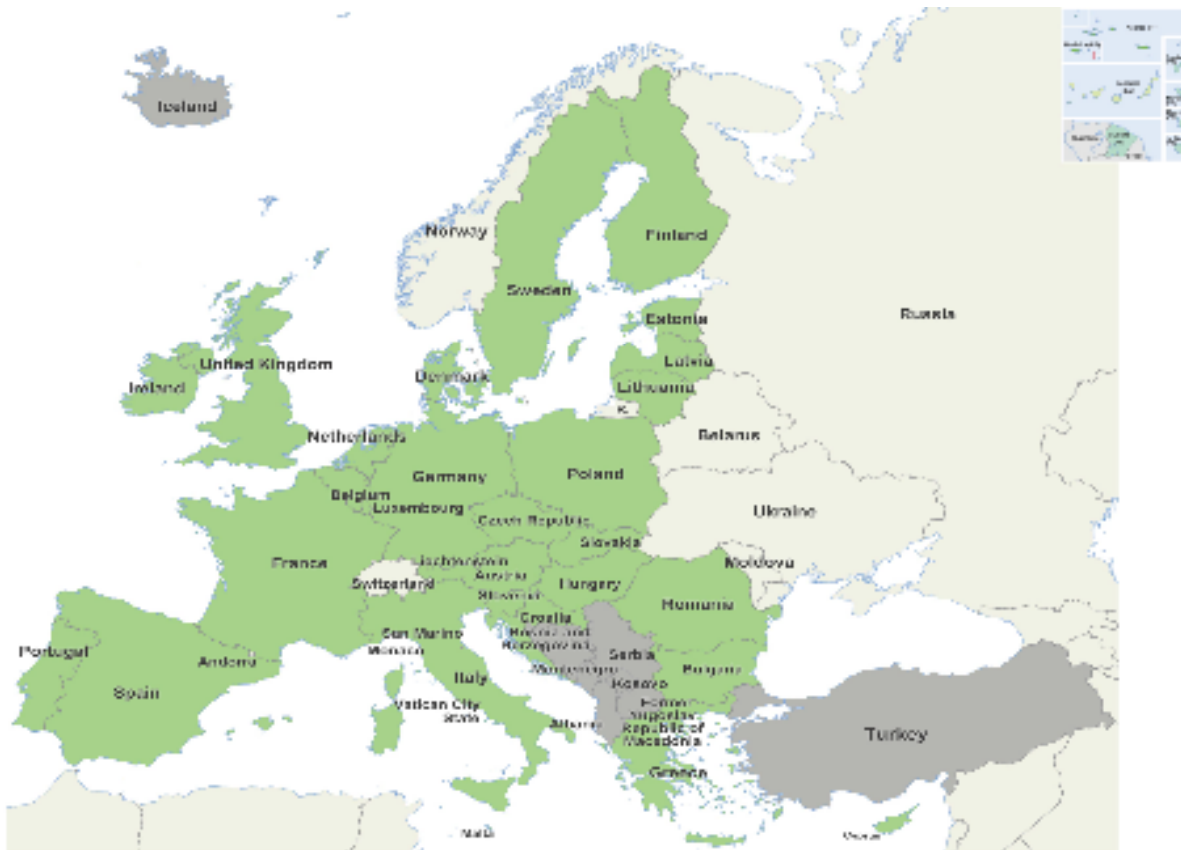 Iceland
Norway
Finland
Sweden
Russia
Estonia
Latvia
Lithuania
United Kingdom
Ireland
Denmark
K.
Belarus
Netherlands
Germany
Poland
Belgium
Luxembourg
Ukraine
Czech Republic
Slovakia
France
Liechtenstein
Austria
Moldova
Switzerland
Hungary
Slovenia
Romania
Croatia
San Marino
Bosnia and
Herzegovina
Monaco
Serbia
Portugal
Andorra
Montenegro
Bulgaria
Italy
Kosovo
Spain
Vatican City
State
Former
Yugoslav
Republic of
Macedonia
Albania
Turkey
Greece
Malta
Cyprus